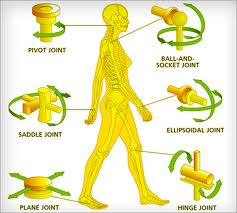 PIVOT JOINT
BALL-AND-
SOCKET JOINT
SADDLE JOINT
ELLIPSOIDAL JOINT
PLANE JOINT
HINGE JOINT